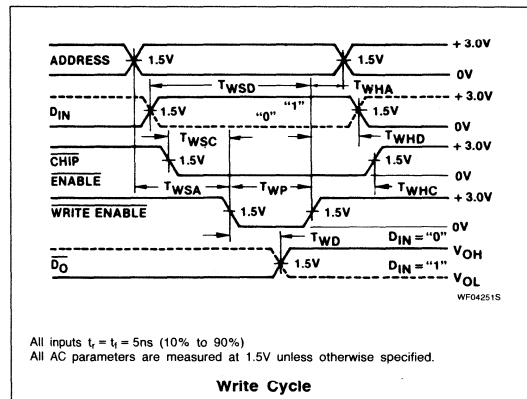 ADDRESS 1.5V 1.5V + 3.0V
0V
TWSD TWHA
DIN 1.5V "1" "0" 1.5V + 3.0V
0V
TWSC TWHD
CHIP ENABLE 1.5V 1.5V + 3.0V
0V
TWSA TWP TWHC
WRITE ENABLE 1.5V 1.5V + 3.0V
0V
TWD DIN = "0"
DO 1.5V DIN = "1" VOH
VOL
WF04251S
All inputs tr = tf = 5ns (10% to 90%)
All AC parameters are measured at 1.5V unless otherwise specified.
Write Cycle